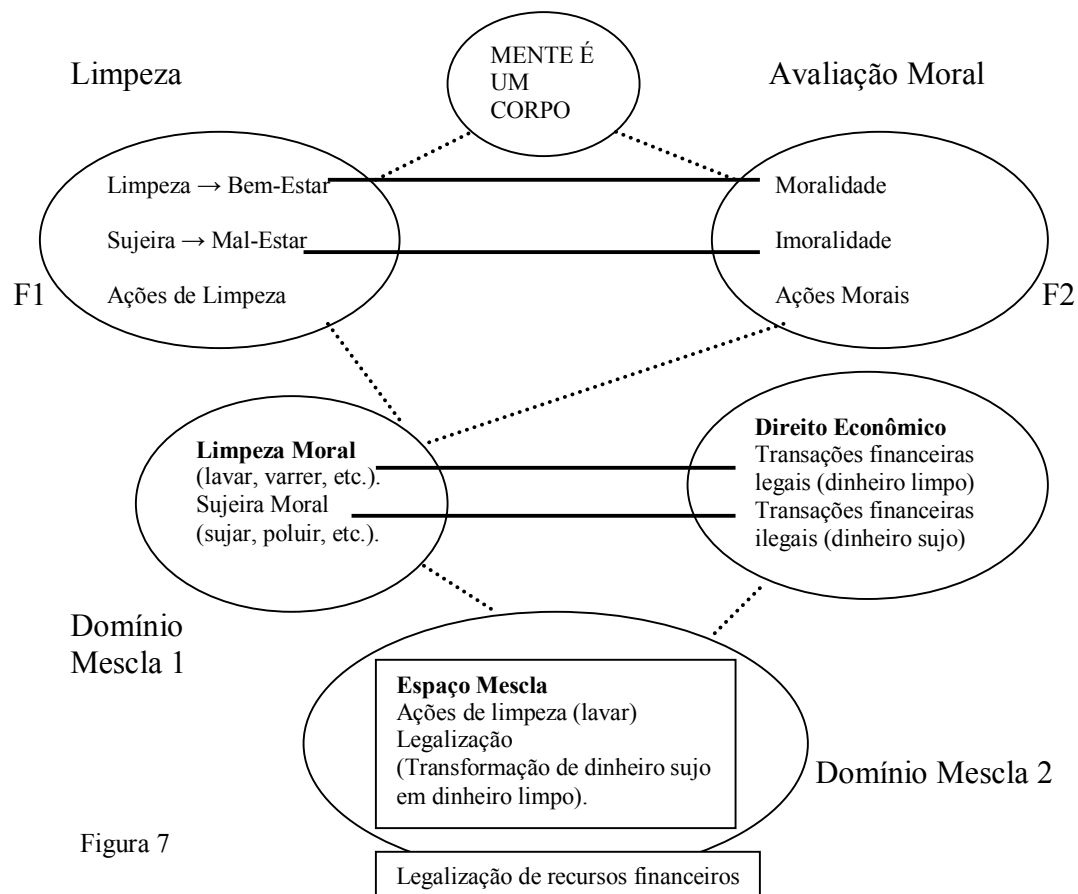 Limpeza
MENTE É
UM
CORPO
Avaliação Moral
Limpeza → Bem-Estar
Sujeira → Mal-Estar
Ações de Limpeza
F1
Moralidade
Imoralidade
Ações Morais
F2
Limpeza Moral
(lavar, varrer, etc.).
Sujeira Moral
(sujar, poluir, etc.).
Direito Econômico
Transações financeiras
legais (dinheiro limpo)
Transações financeiras
ilegais (dinheiro sujo)
Domínio
Mescla 1
Espaço Mescla
Ações de limpeza (lavar)
Legalização
(Transformação de dinheiro sujo
em dinheiro limpo).
Domínio Mescla 2
Figura 7
Legalização de recursos financeiros